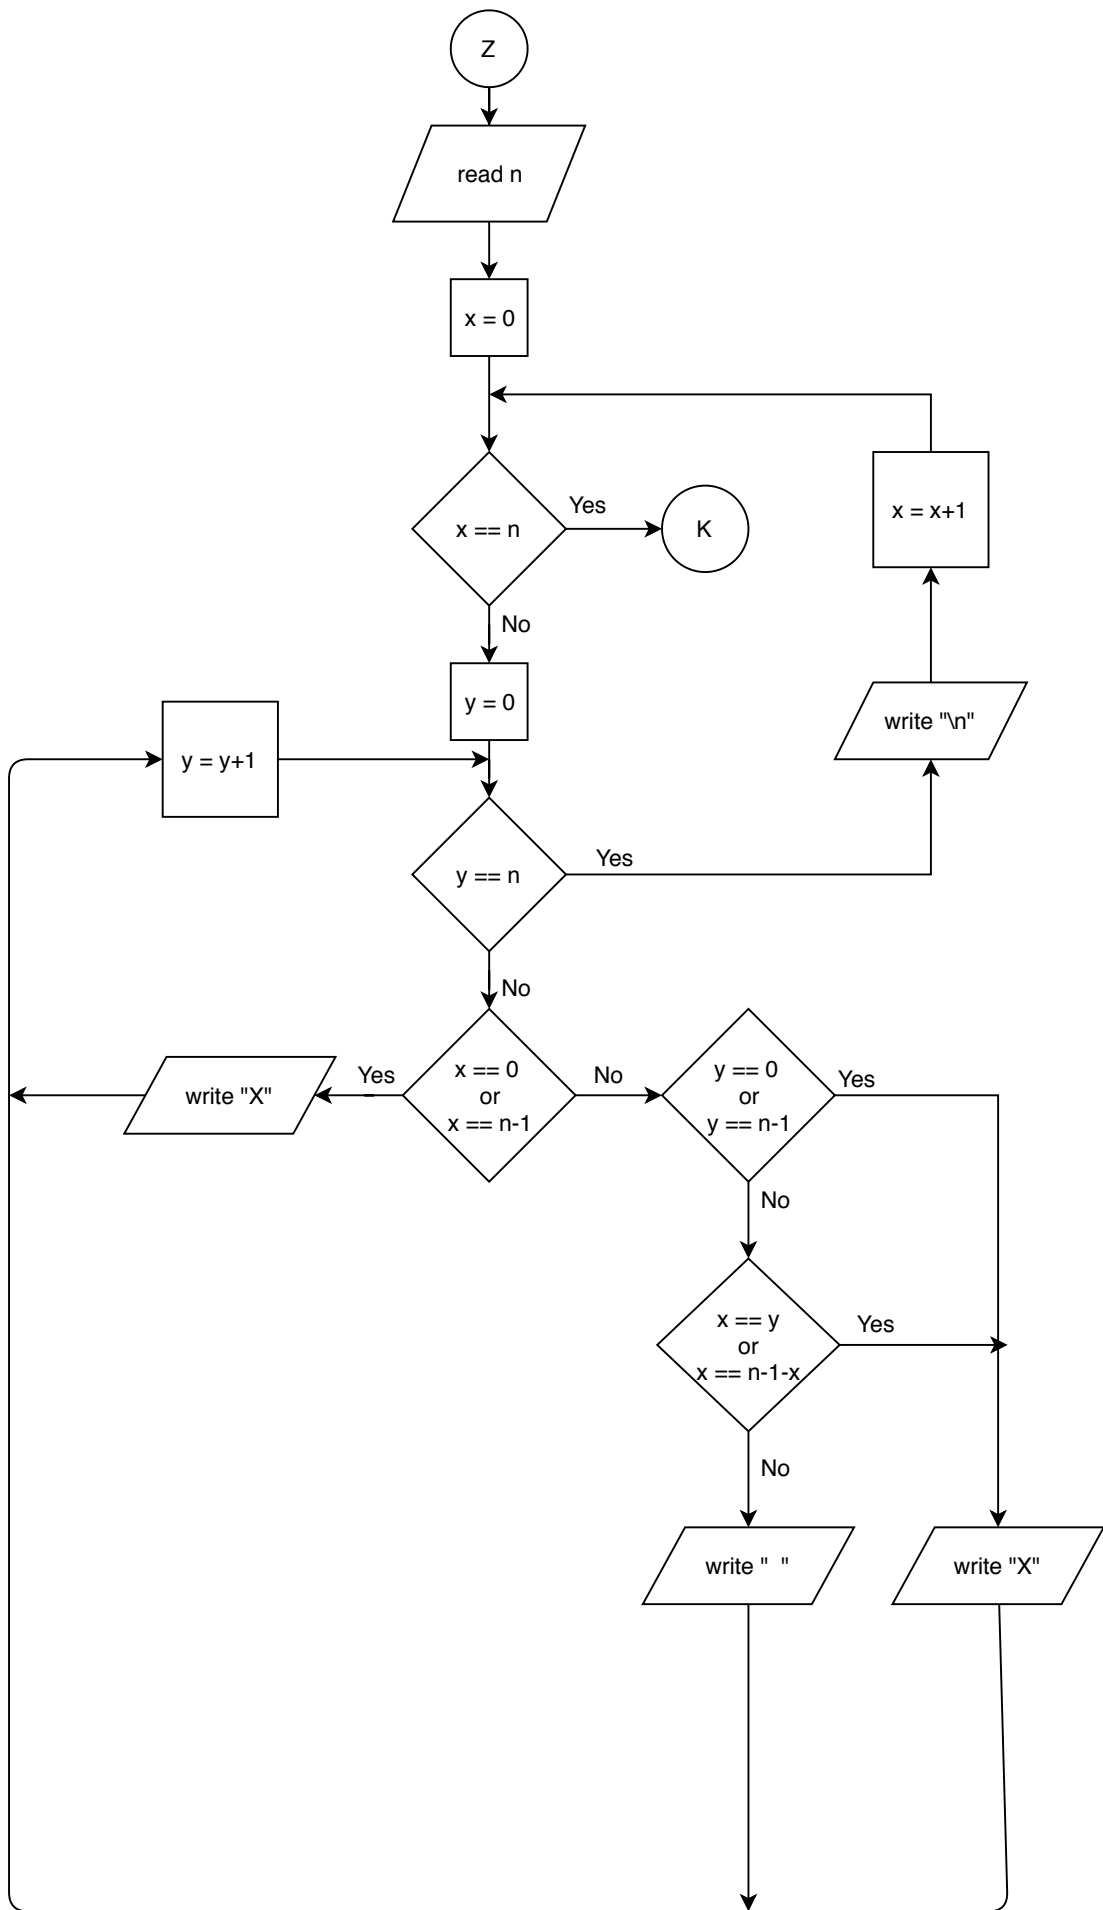 Z
read n
x = 0
x == n
Yes
K
x = x+1
No
y = 0
write "\n"
y = y+1
y == n
Yes
No
write "X"
Yes
x == 0
or
x == n-1
No
y == 0
or
y == n-1
Yes
No
x == y
or
x == n-1-x
Yes
No
write "  "
write "X"